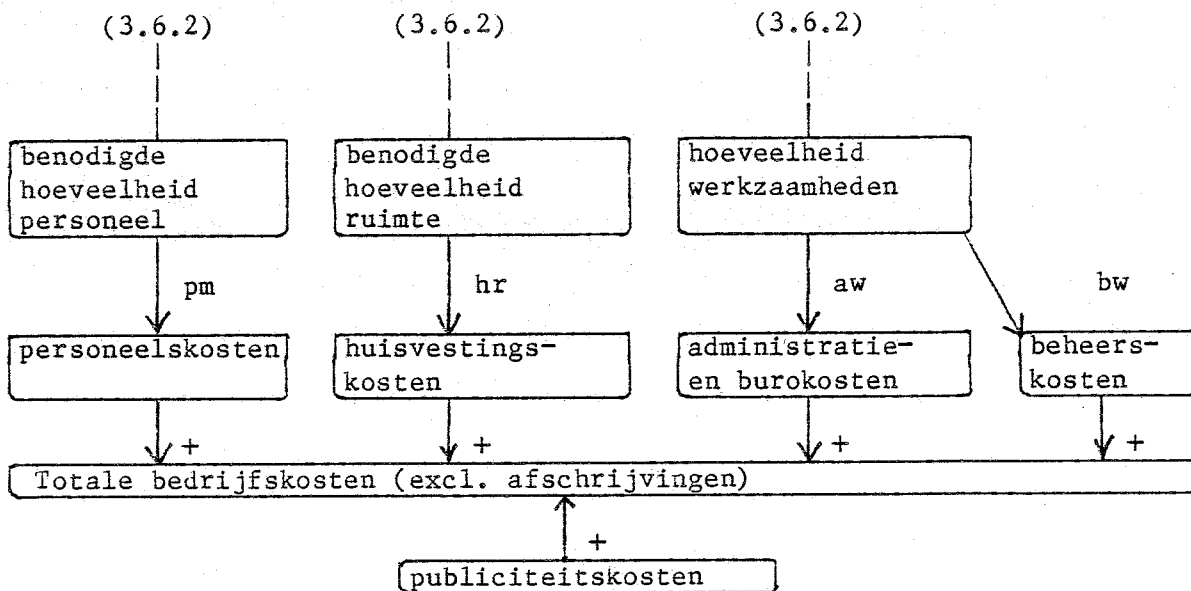 (3.6.2) (3.6.2) (3.6.2)
benodigde
hoeveelheid
personeel
benodigde
hoeveelheid
ruimte
hoeveelheid
werkzaamheden
pm hr aw bw
personeelskosten
huisvestings-
kosten
administratie-
en burokosten
beheers-
kosten
+ + + +
Totale bedrijfskosten (excl. afschrijvingen)
+
publiciteitskosten